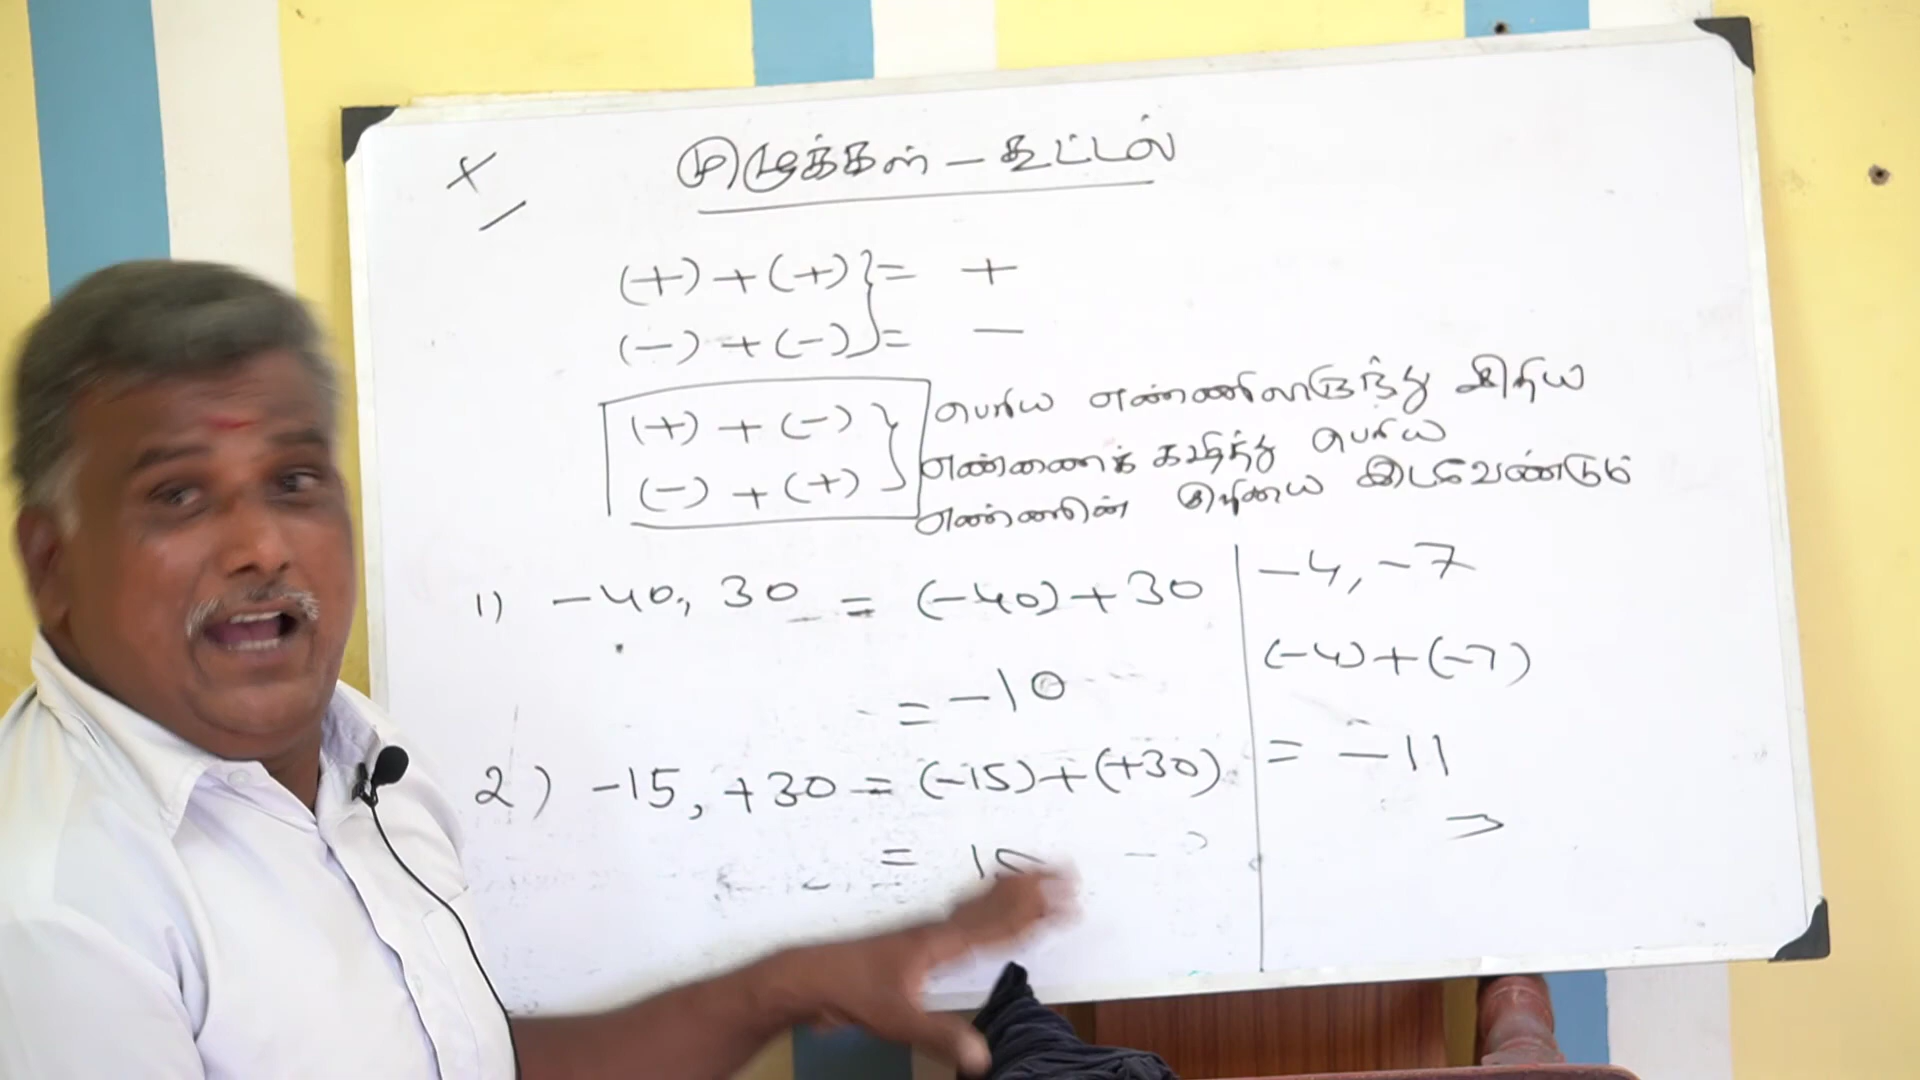 +
–
முழுக்கள் – கூட்டல்
(+) + (+) } = +
(–) + (–) } = –
(+) + (–) }
(–) + (+) }
பெரிய எண்ணிலிருந்து சிறிய
எண்ணைக் கழித்து பெரிய
எண்ணின் குறியை இடவேண்டும்
1) –40, 30 = (–40) + 30
= –10
2) –15, +30 = (–15) + (+30)
= 15
–4, –7
(–4) + (–7)
= –11